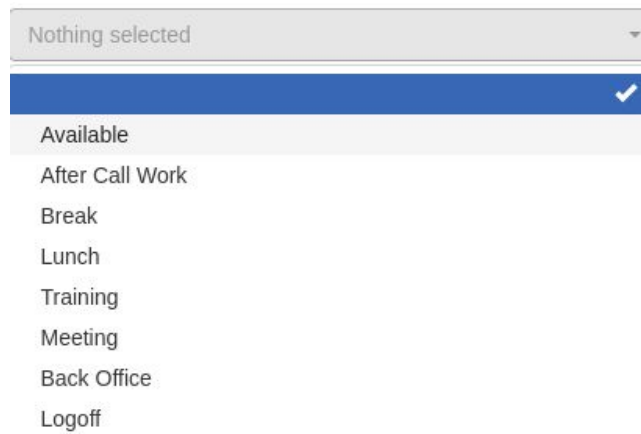 Nothing selected
Available
After Call Work
Break
Lunch
Training
Meeting
Back Office
Logoff